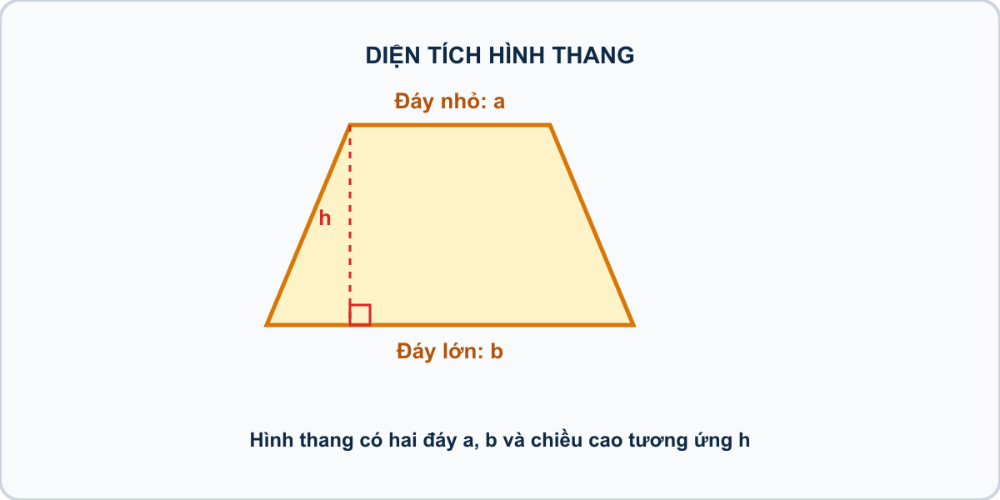 DIỆN TÍCH HÌNH THANG
Đáy nhỏ: a
h
Đáy lớn: b
Hình thang có hai đáy a, b và chiều cao tương ứng h